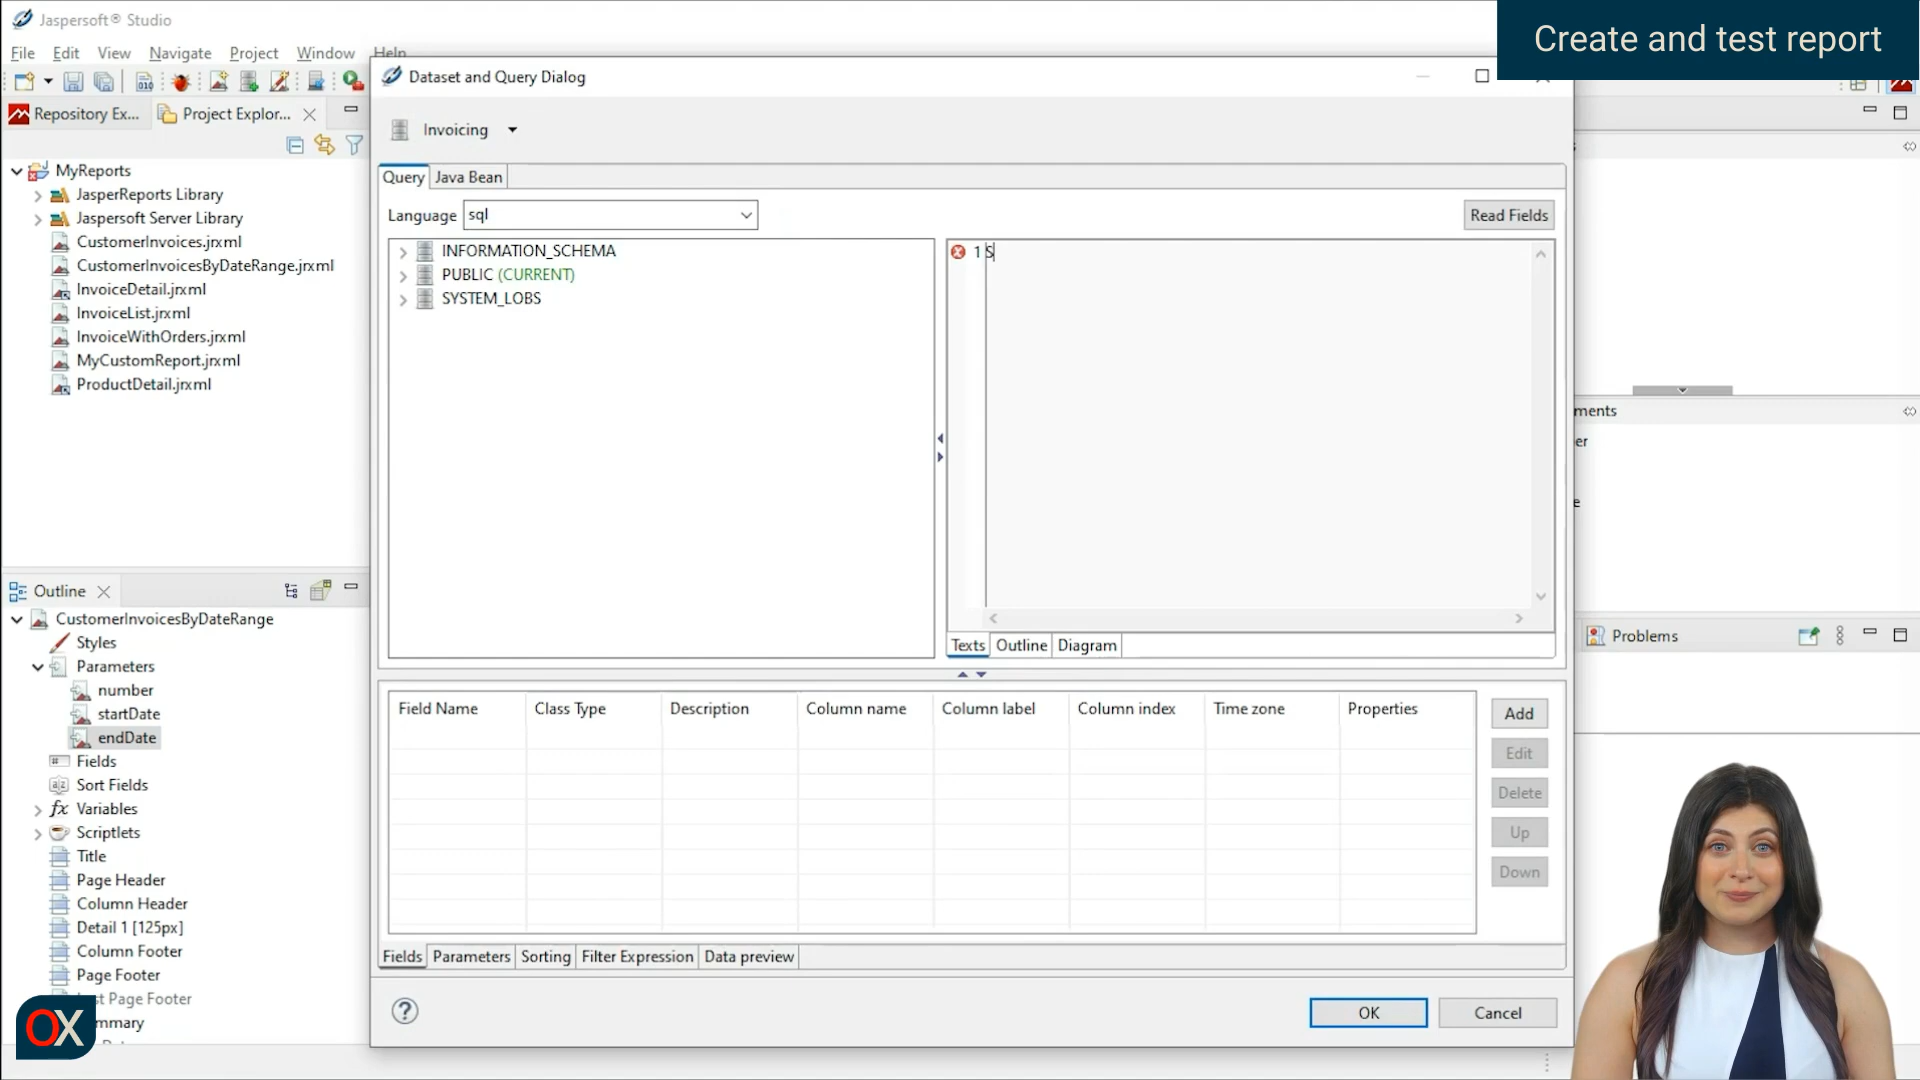 Jaspersoft® Studio
Create and test report
File Edit View Navigate Project Window Help
Dataset and Query Dialog
Repository Ex...
Project Explor...
Invoicing
MyReports
JasperReports Library
Jaspersoft Server Library
CustomerInvoices.jrxml
CustomerInvoicesByDateRange.jrxml
InvoiceDetail.jrxml
InvoiceList.jrxml
InvoiceWithOrders.jrxml
MyCustomReport.jrxml
ProductDetail.jrxml
Query
Java Bean
Language sql
Read Fields
INFORMATION_SCHEMA
PUBLIC (CURRENT)
SYSTEM_LOBS
1 S
Texts Outline Diagram
ments
er
e
Problems
Outline
CustomerInvoicesByDateRange
Styles
Parameters
number
startDate
endDate
Fields
Sort Fields
Variables
Scriptlets
Title
Page Header
Column Header
Detail 1 [125px]
Column Footer
Page Footer
st Page Footer
mmary
Field Name Class Type Description Column name Column label Column index Time zone Properties
Add
Edit
Delete
Up
Down
Fields Parameters Sorting Filter Expression Data preview
OK
Cancel
OX